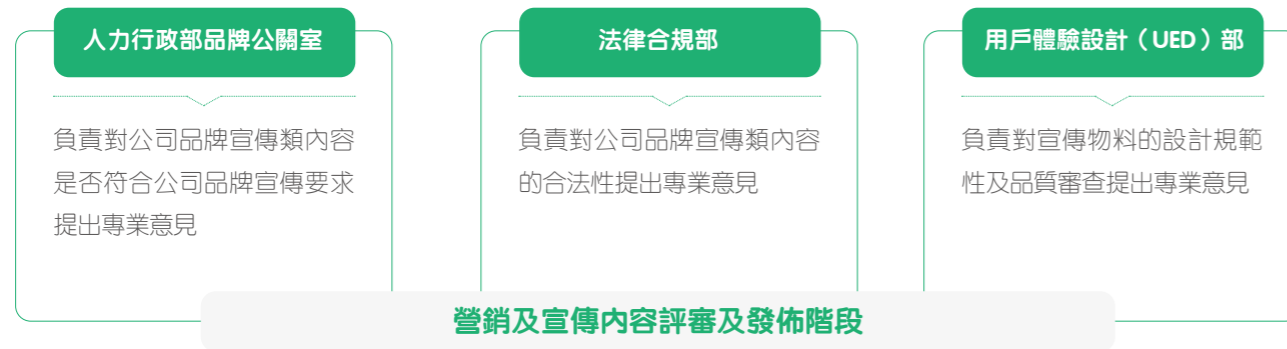 人力行政部品牌公關室
負責對公司品牌宣傳類內容
是否符合公司品牌宣傳要求
提出專業意見
法律合規部
負責對公司品牌宣傳類內容
的合法性提出專業意見
用戶體驗設計（UED）部
負責對宣傳物料的設計規範
性及品質審查提出專業意見
營銷及宣傳內容評審及發佈階段